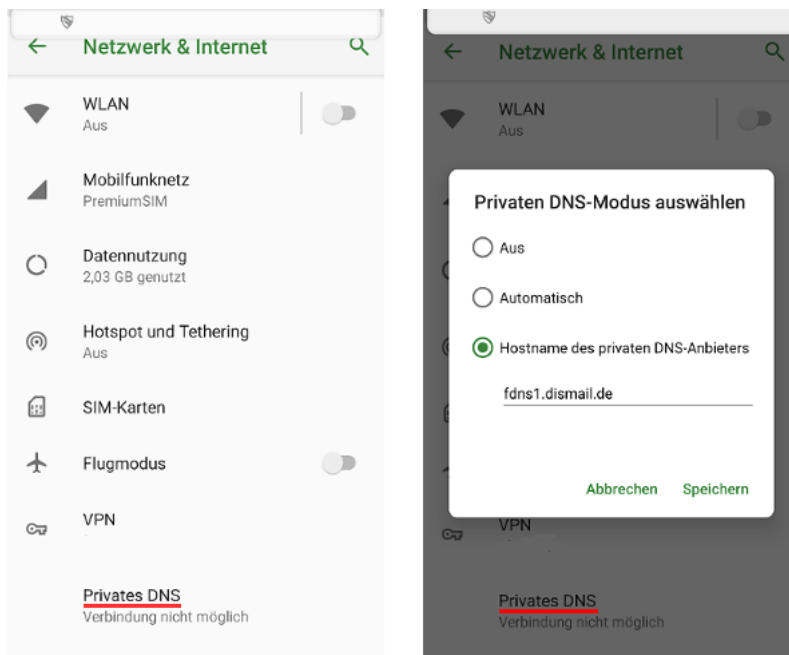 Netzwerk & Internet
WLAN
Aus
Mobilfunknetz
PremiumSIM
Datennutzung
2,03 GB genutzt
Hotspot und Tethering
Aus
SIM-Karten
Flugmodus
VPN
Privates DNS
Verbindung nicht möglich
Netzwerk & Internet
WLAN
Aus
Privaten DNS-Modus auswählen
Aus
Automatisch
Hostname des privaten DNS-Anbieters
fdns1.dismail.de
Abbrechen Speichern
VPN
Privates DNS
Verbindung nicht möglich